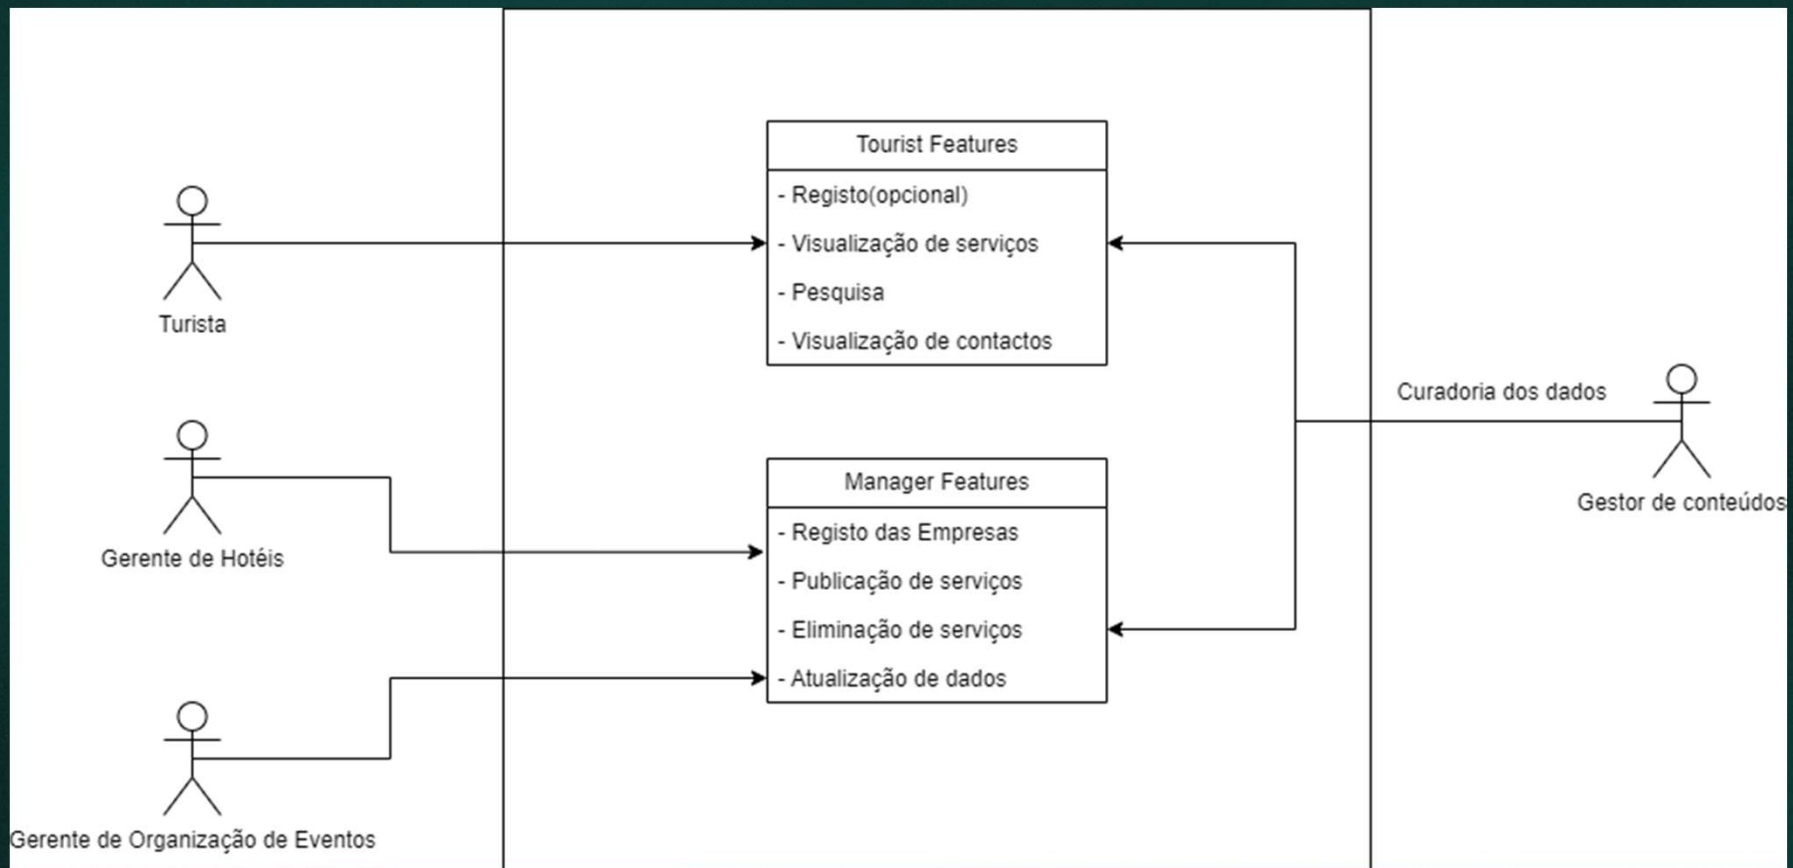 Tourist Features
- Registo(opcional)
- Visualização de serviços
- Pesquisa
- Visualização de contactos
Turista
Curadoria dos dados
Gestor de conteúdos
Manager Features
- Registo das Empresas
- Publicação de serviços
- Eliminação de serviços
- Atualização de dados
Gerente de Hotéis
Gerente de Organização de Eventos